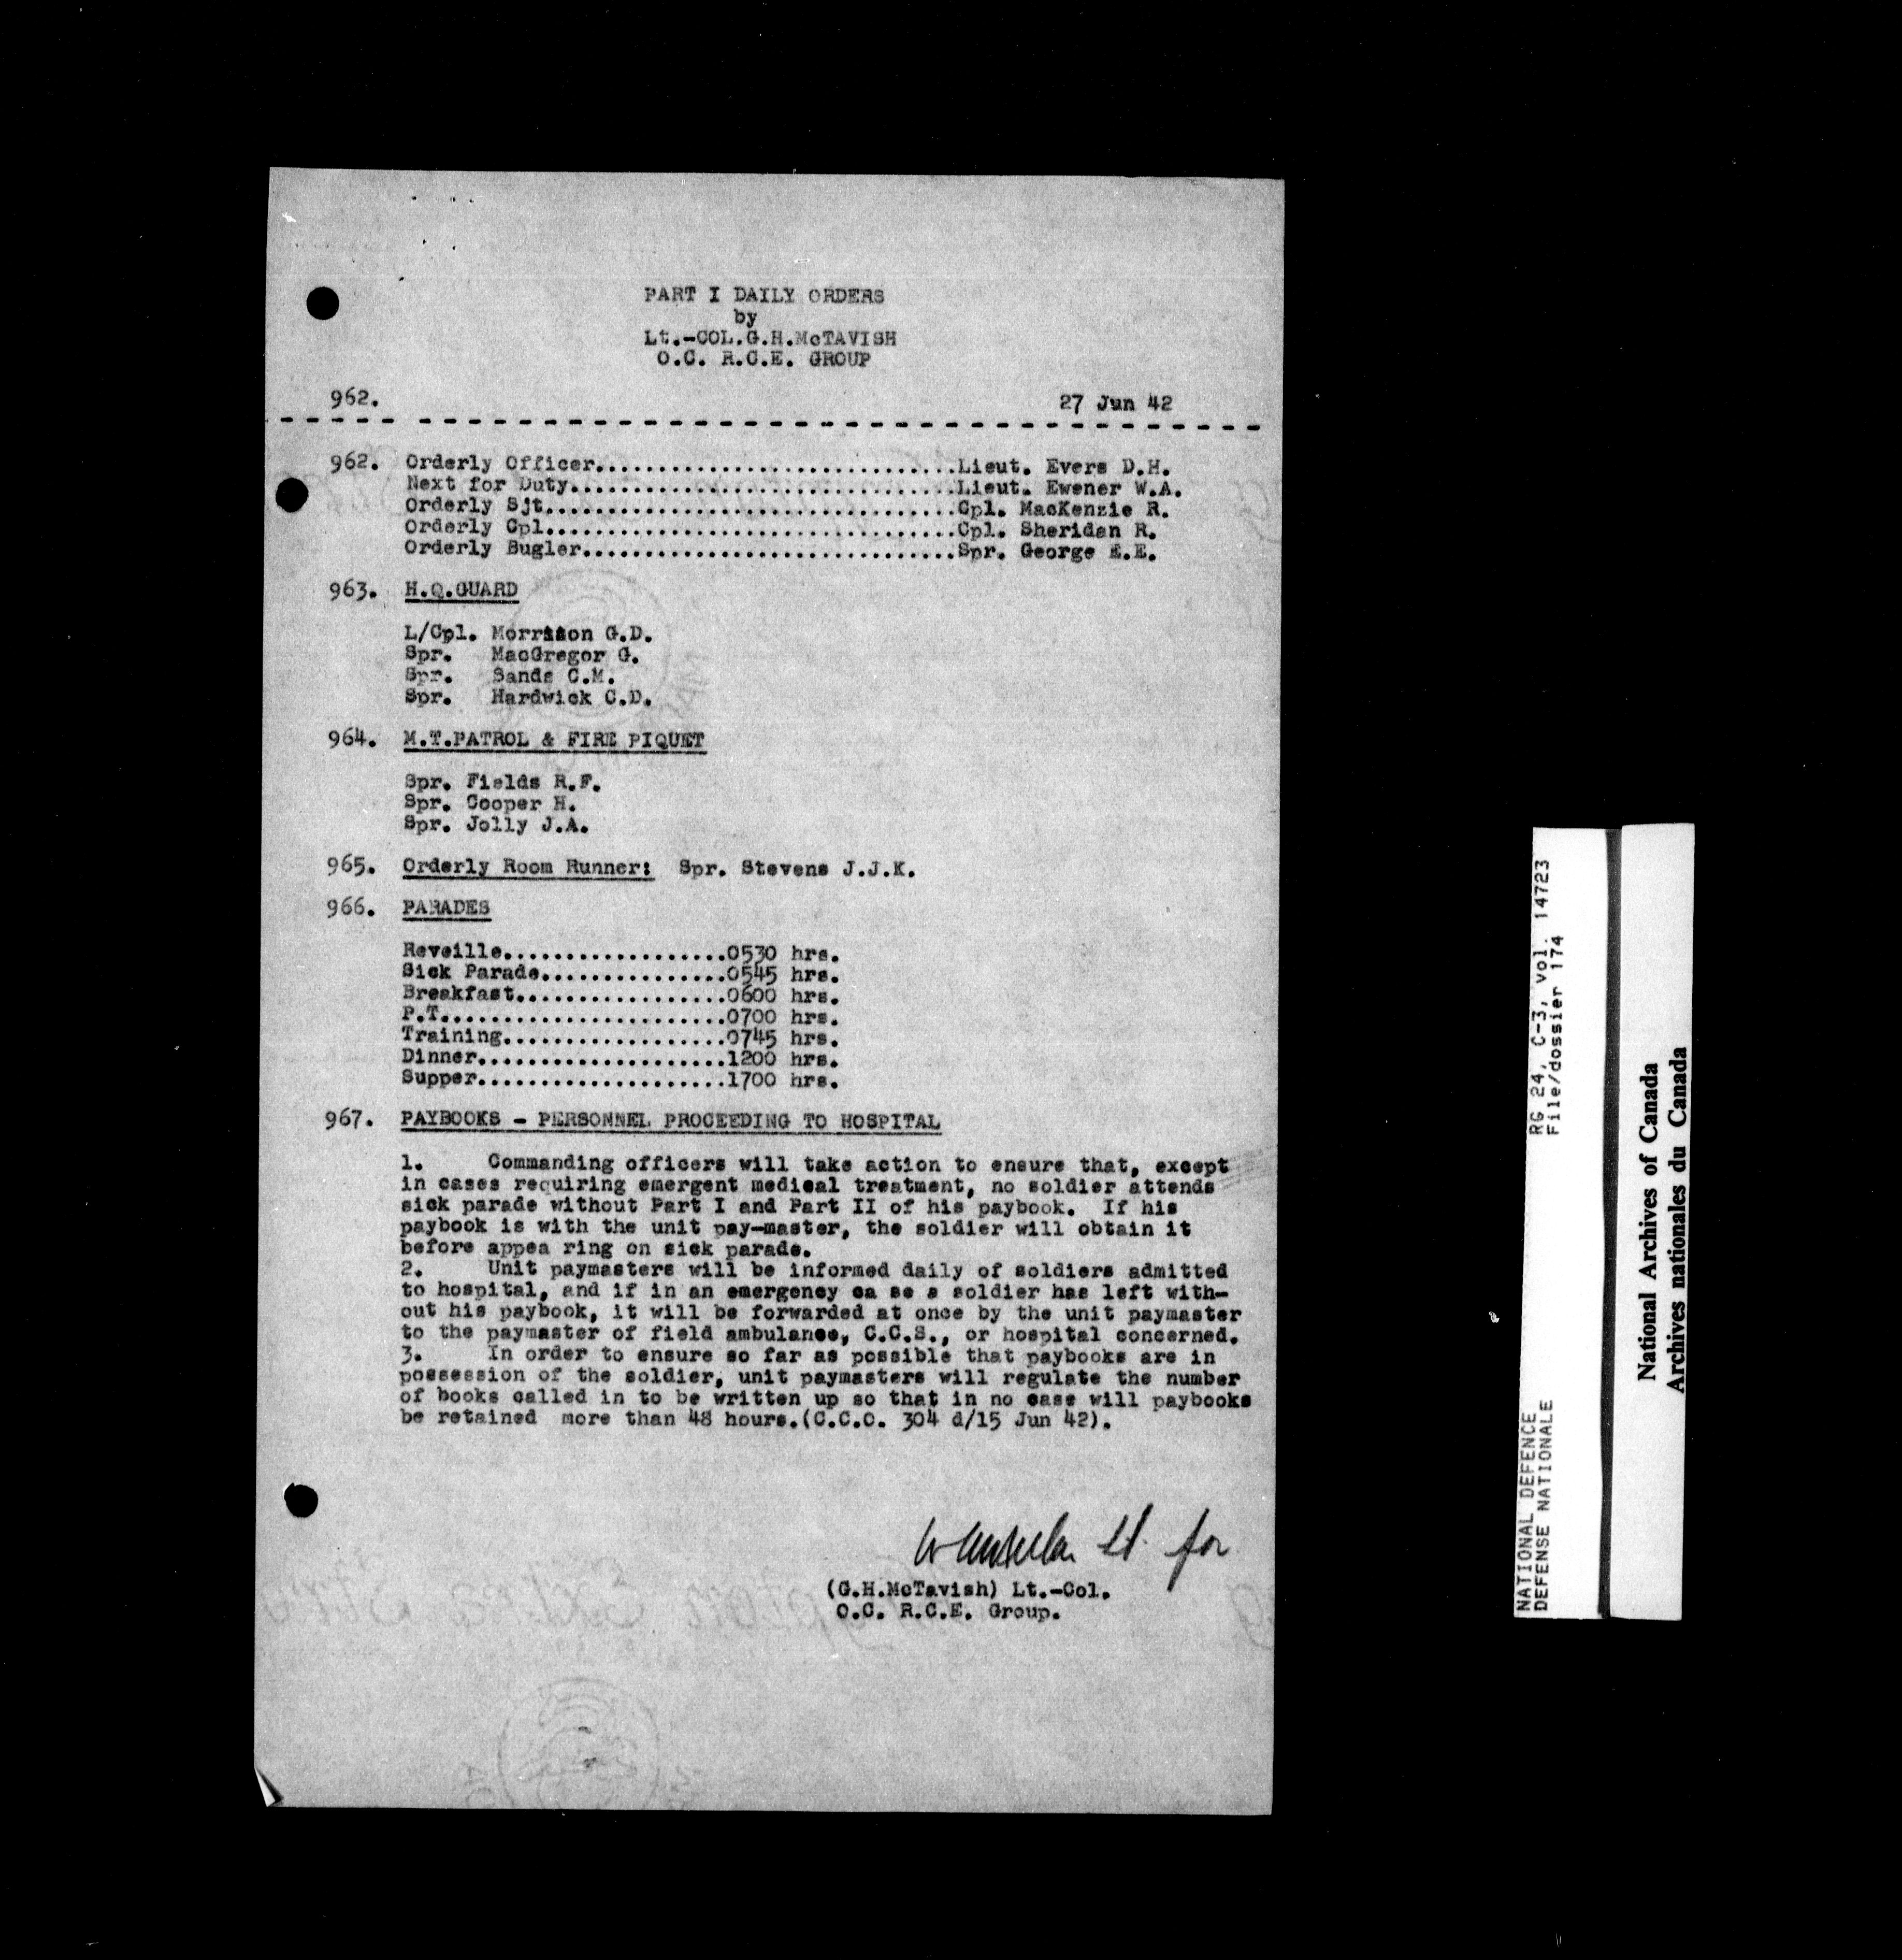 PART I DAILY ORDERS
by
Lt.-COL.G.H.McTAVISH
O.C. R.C.E. GROUP
962. 27 Jun 42
962. Orderly Officer.............................Lieut. Evers D.H.
Next for Duty...............................Lieut. Ewener W.A.
Orderly Sjt.................................Cpl. MacKenzie R.
Orderly Cpl.................................Cpl. Sheridan R.
Orderly Bugler..............................Spr. George E.E.
963. H.Q.GUARD
L/Cpl. Morrison G.D.
Spr. MacGregor G.
Spr. Sands C.M.
Spr. Hardwick C.D.
964. M.T.PATROL & FIRE PIQUET
Spr. Fields R.F.
Spr. Cooper H.
Spr. Jolly J.A.
965. Orderly Room Runner: Spr. Stevens J.J.K.
966. PARADES
Reveille..................0530 hrs.
Sick Parade...............0545 hrs.
Breakfast.................0600 hrs.
P.T.......................0700 hrs.
Training..................0745 hrs.
Dinner....................1200 hrs.
Supper....................1700 hrs.
967. PAYBOOKS - PERSONNEL PROCEEDING TO HOSPITAL
1. Commanding officers will take action to ensure that, except
in cases requiring emergent medical treatment, no soldier attends
sick parade without Part I and Part II of his paybook. If his
paybook is with the unit pay-master, the soldier will obtain it
before appea ring on sick parade.
2. Unit paymasters will be informed daily of soldiers admitted
to hospital, and if in an emergency ca se a soldier has left with-
out his paybook, it will be forwarded at once by the unit paymaster
to the paymaster of field ambulance, C.C.S., or hospital concerned.
3. In order to ensure so far as possible that paybooks are in
possession of the soldier, unit paymasters will regulate the number
of books called in to be written up so that in no case will paybooks
be retained more than 48 hours.(C.C.O. 304 d/15 Jun 42).
Lt. for
(G.H.McTavish) Lt.-Col.
O.C. R.C.E. Group.
NATIONAL DEFENCE RG 24, C-3, vol. 14723
DEFENSE NATIONALE File/dossier 174
National Archives of Canada
Archives nationales du Canada